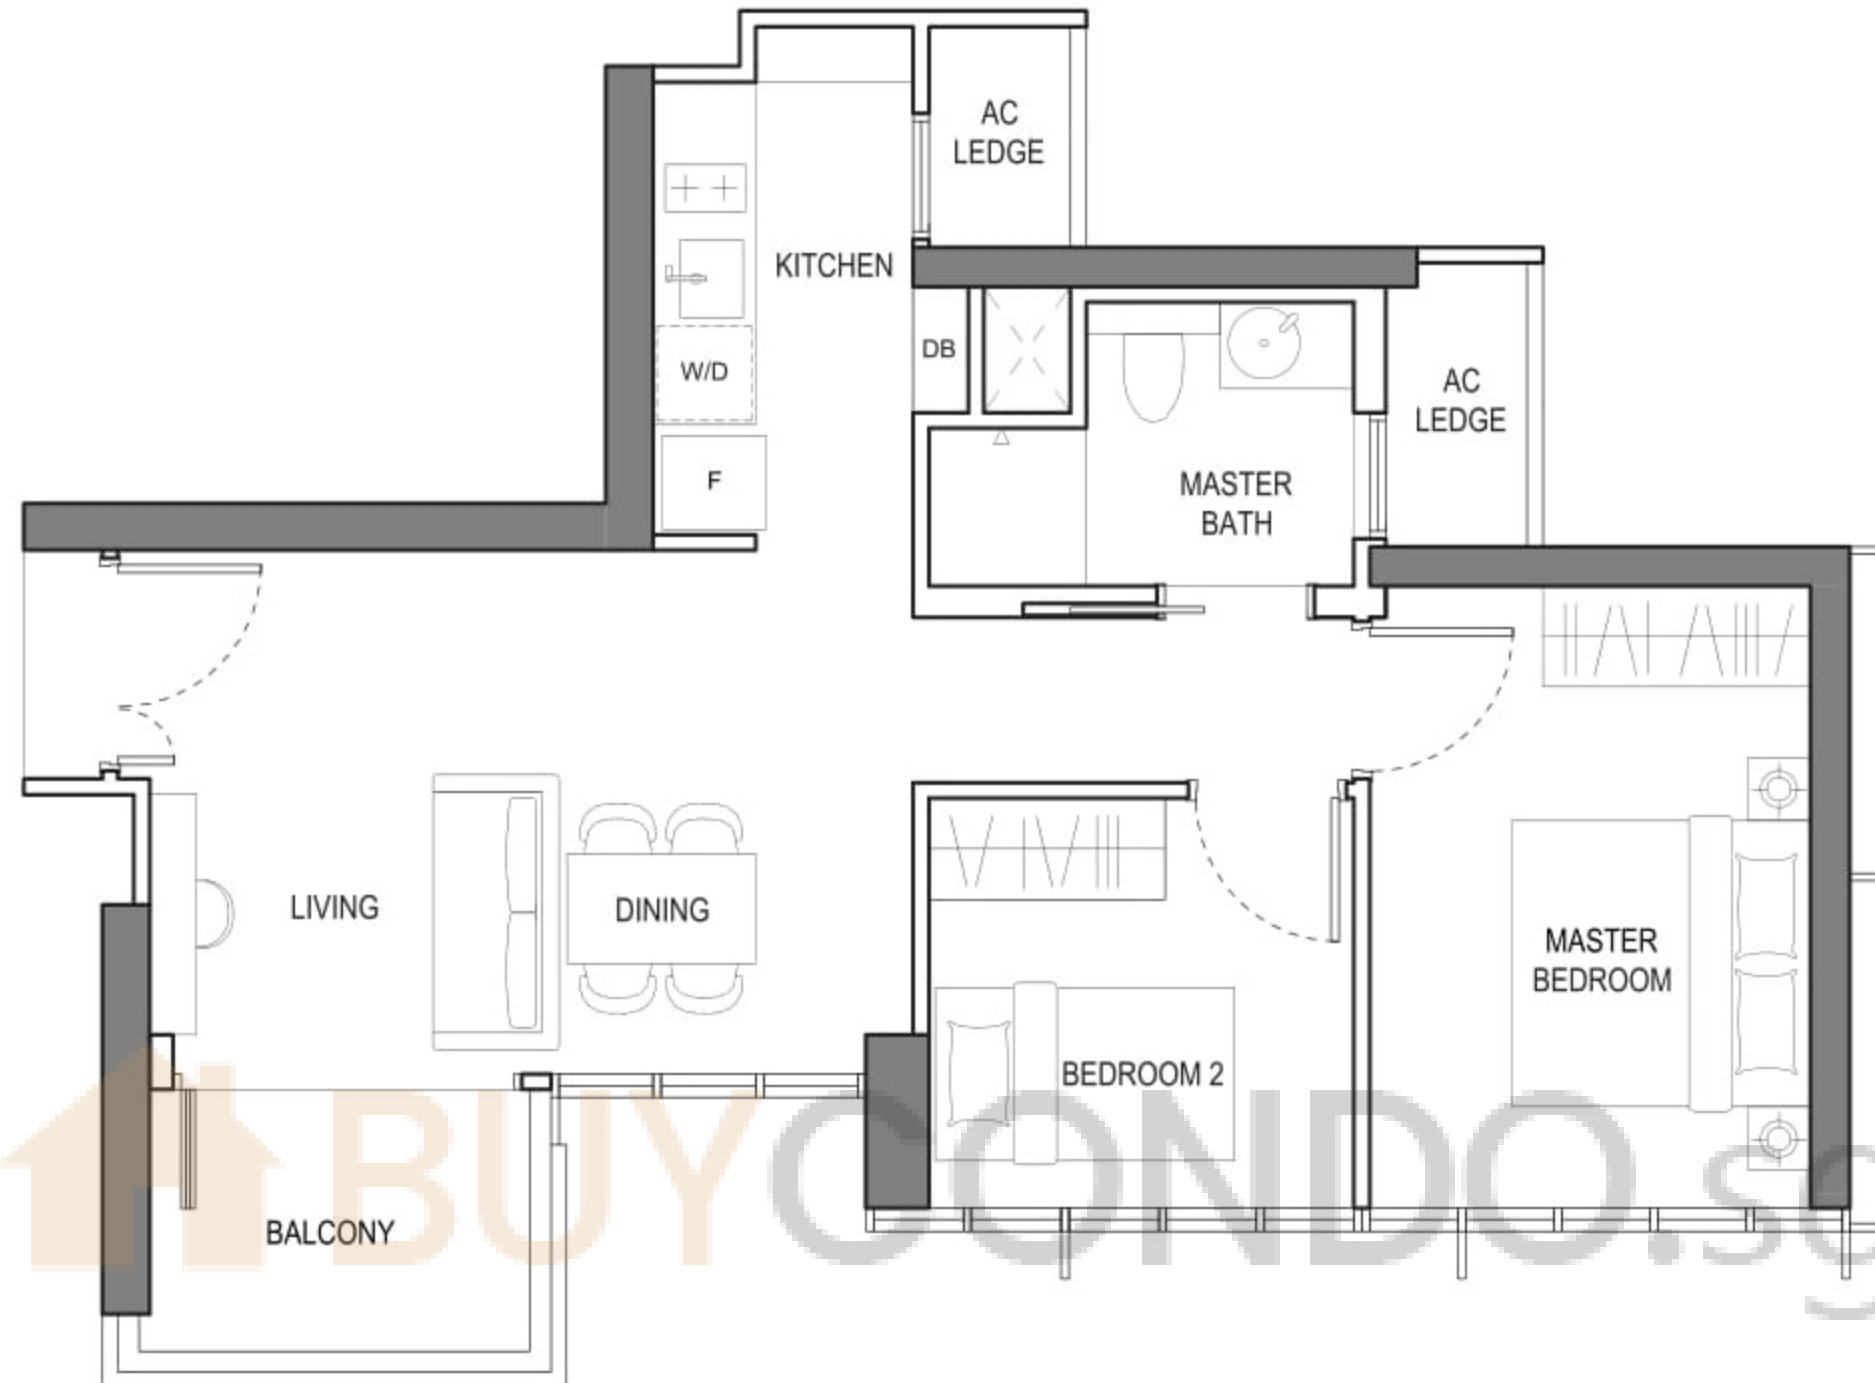 AC
LEDGE
KITCHEN
DB
W/D
AC
LEDGE
F
MASTER
BATH
LIVING
DINING
MASTER
BEDROOM
BEDROOM 2
BALCONY
BUYCONDO.sg